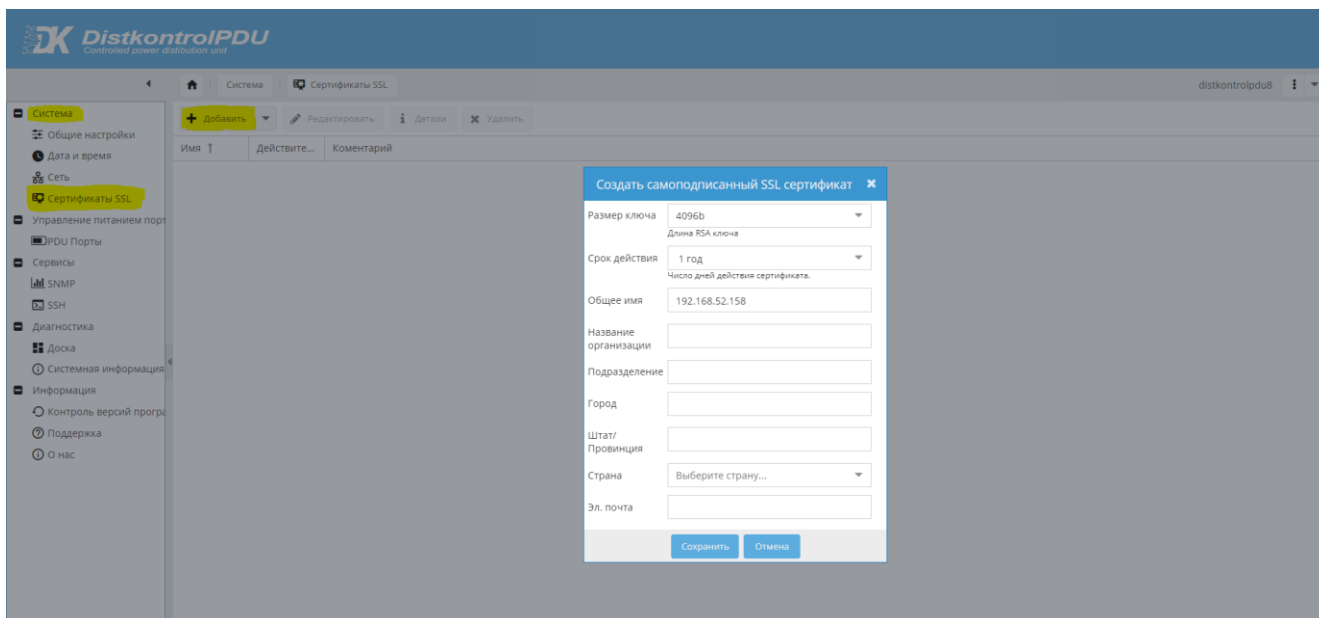 DK DistkontrolPDU
Controlled power distibution unit
Система
Сертификаты SSL
distkontrolpdu8
Система
Общие настройки
Дата и время
Сеть
Сертификаты SSL
Управление питанием порт
PDU Порты
Сервисы
SNMP
SSH
Диагностика
Доска
Системная информация
Информация
Контроль версий програ
Поддержка
О нас
Добавить
Редактировать
Детали
Удалить
Имя
Действите...
Коментарий
Создать самоподписанный SSL сертификат
Размер ключа
4096b
Длина RSA ключа
Срок действия
1 год
Число дней действия сертификата.
Общее имя
192.168.52.158
Название
организации
Подразделение
Город
Штат/
Провинция
Страна
Выберите страну...
Эл. почта
Сохранить
Отмена